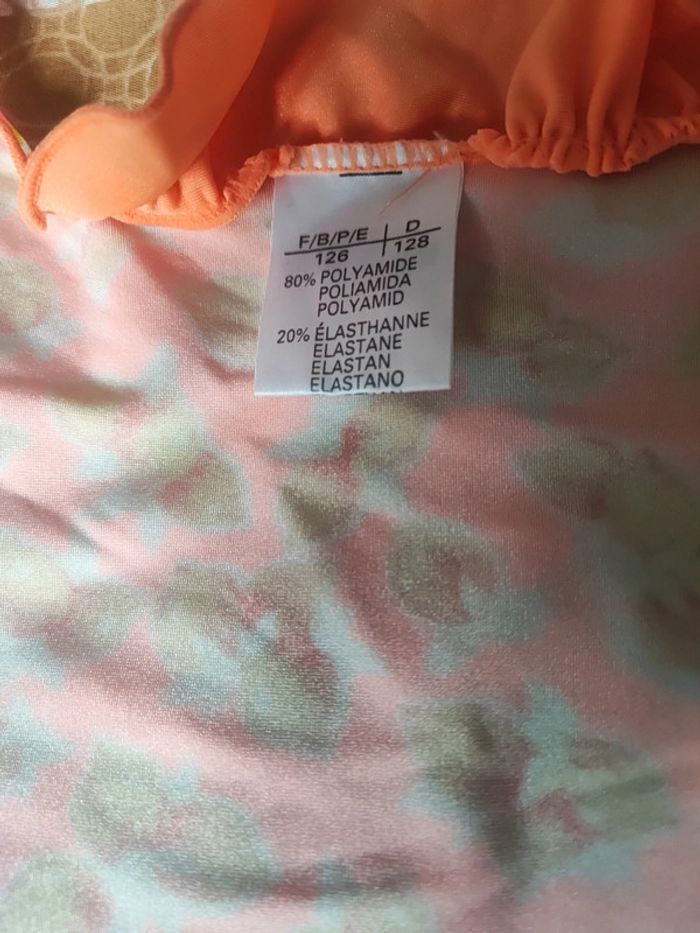 F/B/P/E | D
126 | 128
80% POLYAMIDE
POLIAMIDA
POLYAMID
20% ÉLASTHANNE
ELASTANE
ELASTAN
ELASTANO